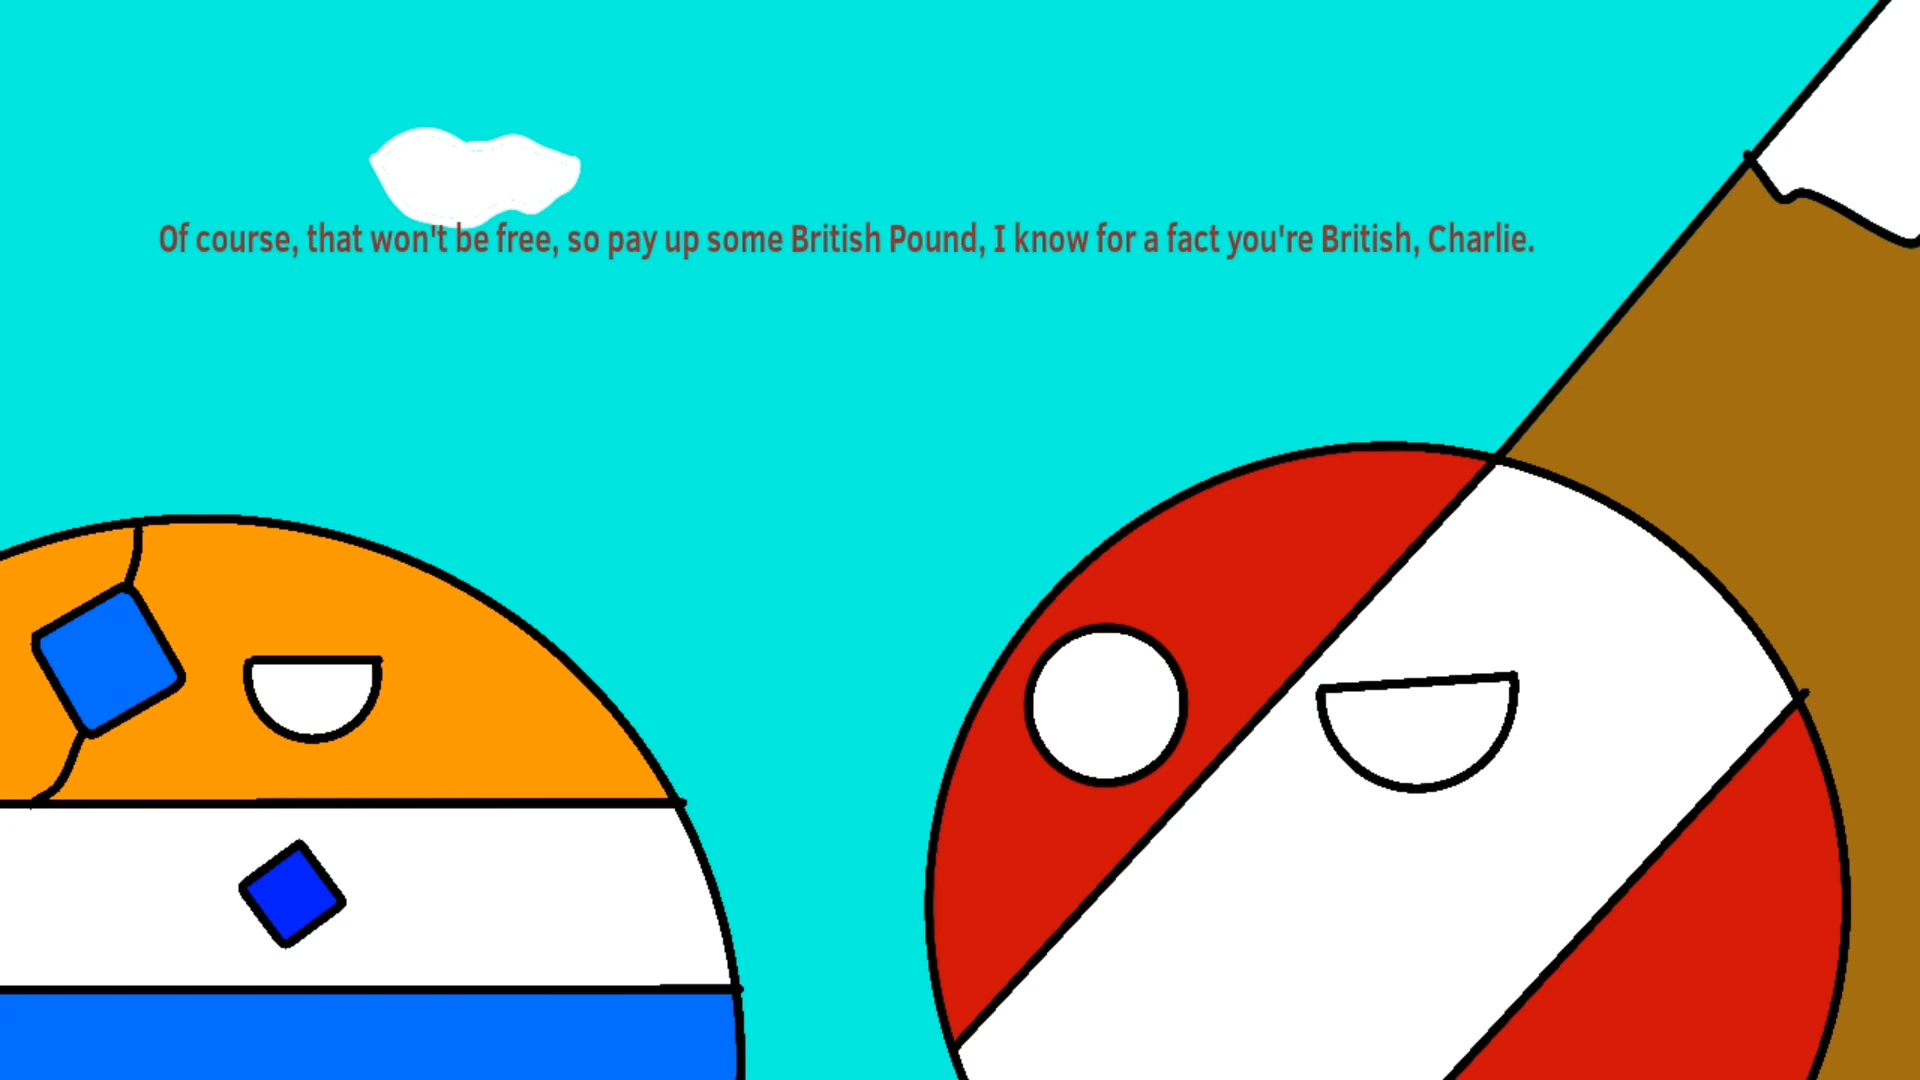 Of course, that won't be free, so pay up some British Pound, I know for a fact you're British, Charlie.